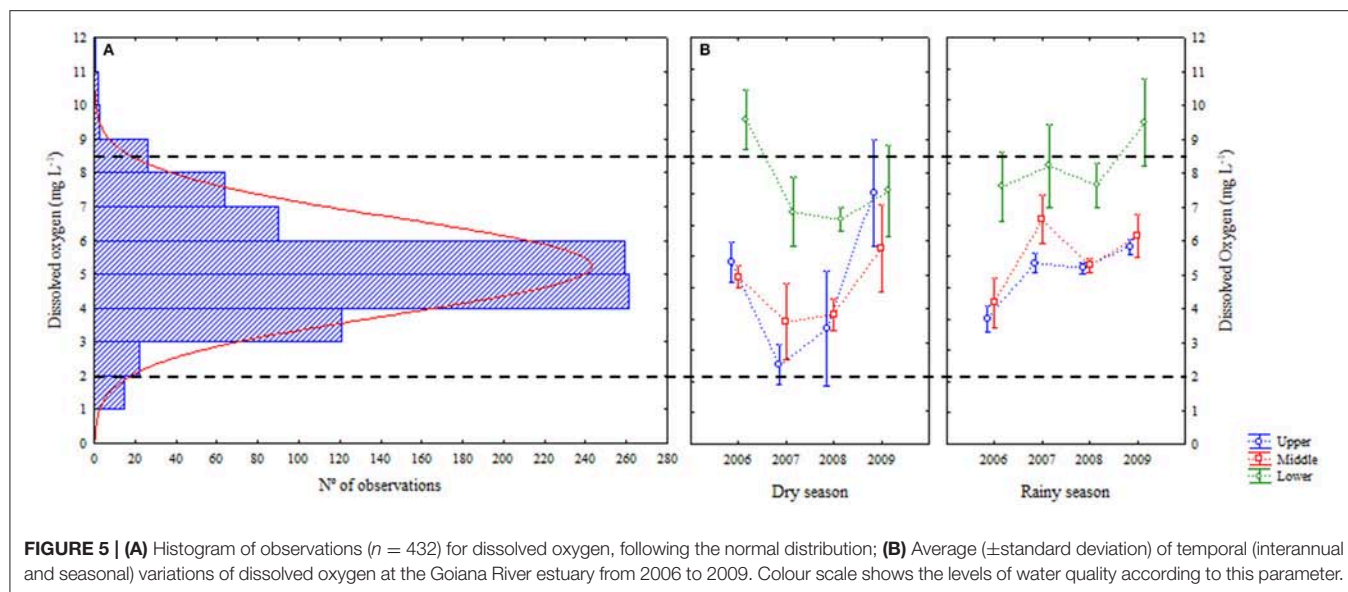 A
12
11
10
9
8
7
6
5
4
3
2
1
0
Dissolved oxygen (mg L⁻¹)
0 20 40 60 80 100 120 140 160 180 200 220 240 260 280
Nº of observations
B
2006 2007 2008 2009
Dry season
2006 2007 2008 2009
Rainy season
12
11
10
9
8
7
6
5
4
3
2
1
0
Dissolved Oxygen (mg L⁻¹)
Upper
Middle
Lower
FIGURE 5 | (A) Histogram of observations (n = 432) for dissolved oxygen, following the normal distribution; (B) Average (±standard deviation) of temporal (interannual
and seasonal) variations of dissolved oxygen at the Goiana River estuary from 2006 to 2009. Colour scale shows the levels of water quality according to this parameter.